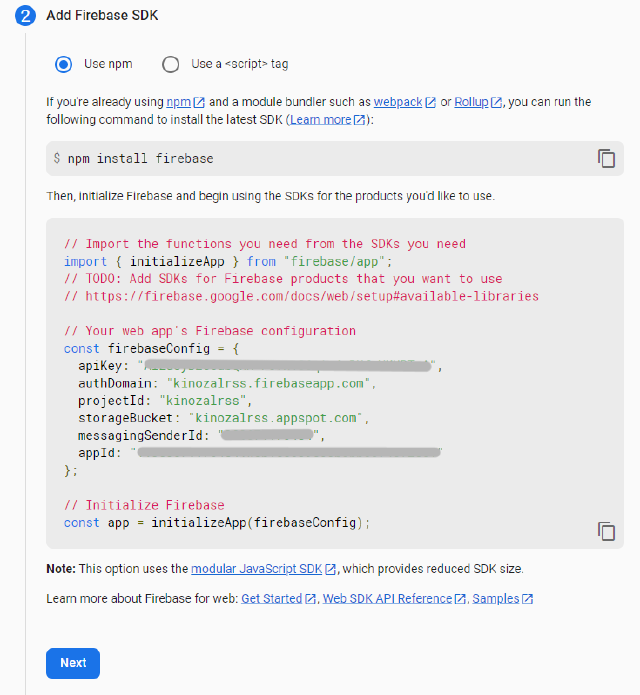 2 Add Firebase SDK
Use npm Use a <script> tag
If you're already using npm and a module bundler such as webpack or Rollup, you can run the
following command to install the latest SDK (Learn more):
$ npm install firebase
Then, initialize Firebase and begin using the SDKs for the products you'd like to use.
// Import the functions you need from the SDKs you need
import { initializeApp } from "firebase/app";
// TODO: Add SDKs for Firebase products that you want to use
// https://firebase.google.com/docs/web/setup#available-libraries
// Your web app's Firebase configuration
const firebaseConfig = {
apiKey: "",
authDomain: "kinozalrss.firebaseapp.com",
projectId: "kinozalrss",
storageBucket: "kinozalrss.appspot.com",
messagingSenderId: "",
appId: "
};
// Initialize Firebase
const app = initializeApp(firebaseConfig);
Note: This option uses the modular JavaScript SDK, which provides reduced SDK size.
Learn more about Firebase for web: Get Started, Web SDK API Reference, Samples
Next